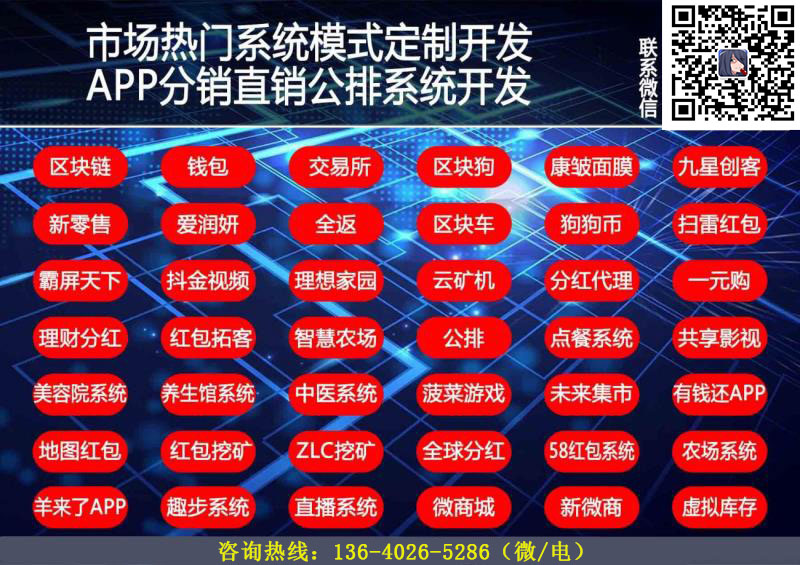 市场热门系统模式定制开发
APP分销直销公排系统开发
联系微信
区块链 钱包 交易所 区块狗 康皱面膜 九星创客
新零售 爱润妍 全返 区块车 狗狗币 扫雷红包
霸屏天下 抖金视频 理想家园 云矿机 分红代理 一元购
理财分红 红包拓客 智慧农场 公排 点餐系统 共享影视
美容院系统 养生馆系统 中医系统 菠菜游戏 未来集市 有钱还APP
地图红包 红包挖矿 ZLC挖矿 全球分红 58红包系统 农场系统
羊来了APP 趣步系统 直播系统 微商城 新微商 虚拟库存
咨询热线：136-4026-5286（微/电）